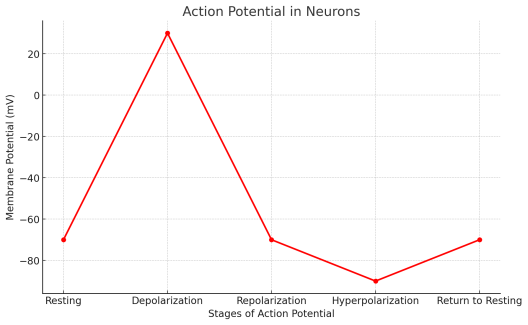 Action Potential in Neurons
Membrane Potential (mV)
20
0
−20
−40
−60
−80
Resting
Depolarization
Repolarization
Hyperpolarization
Return to Resting
Stages of Action Potential